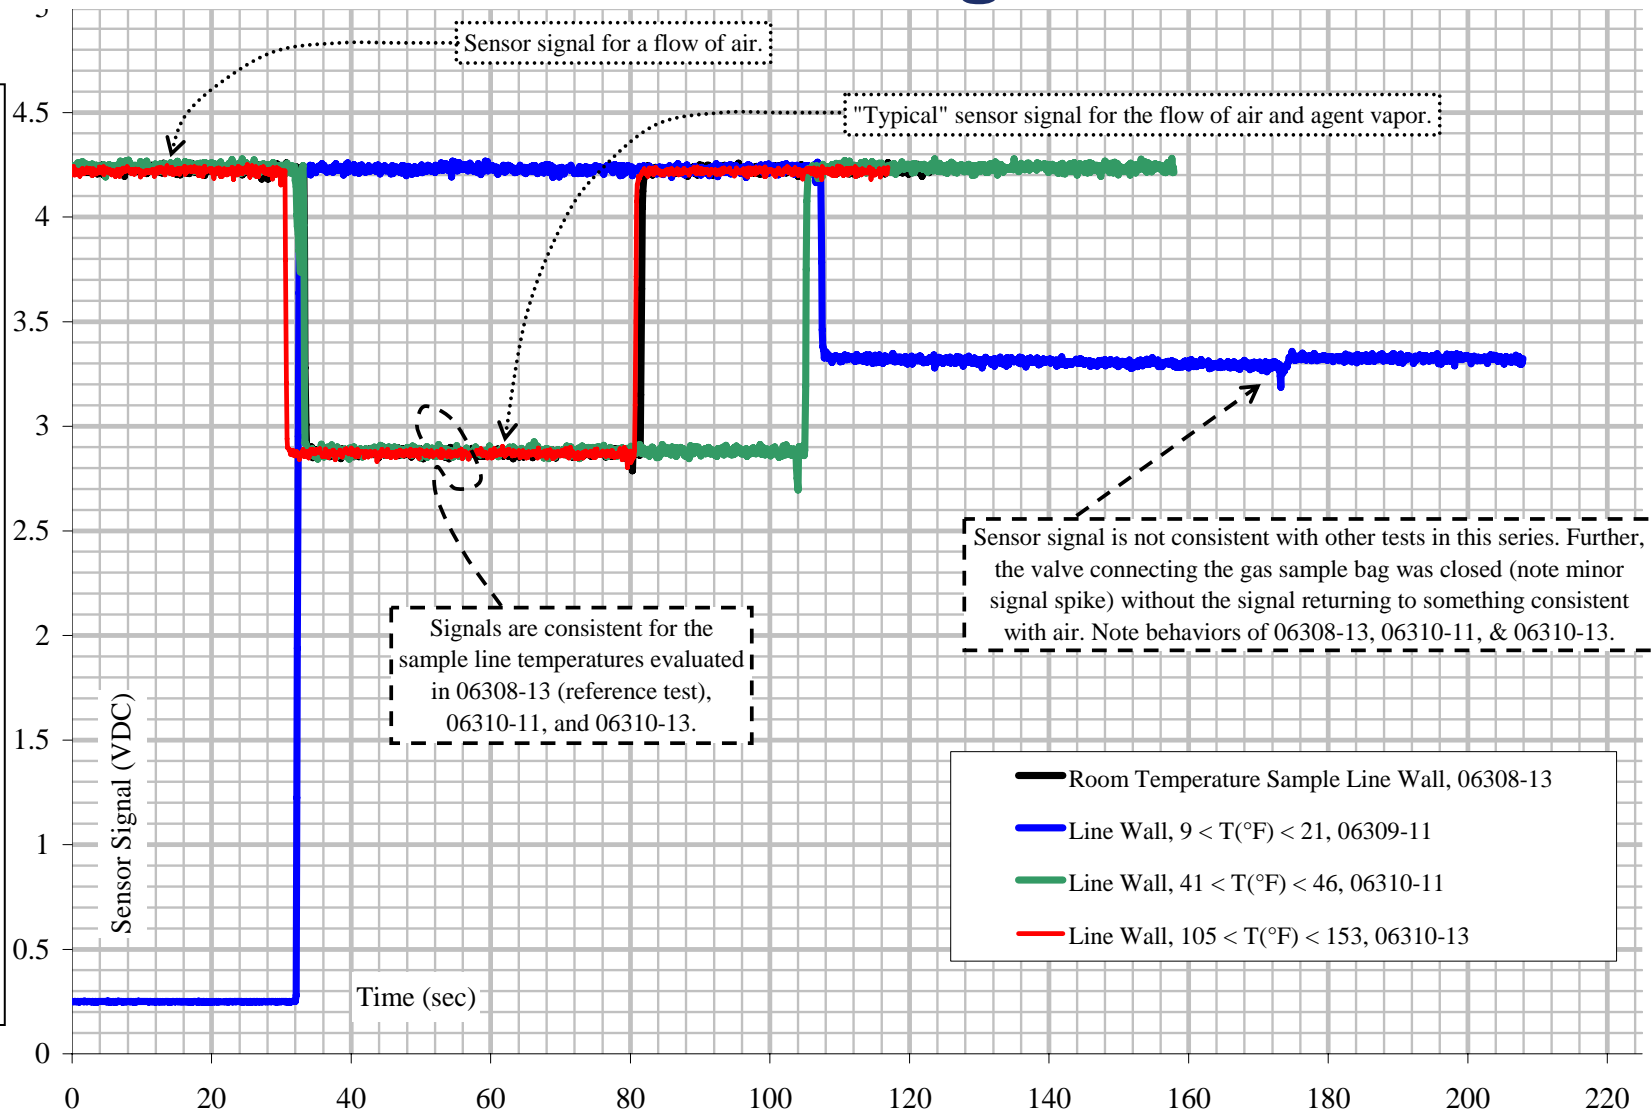 5
Sensor signal for a flow of air.
4.5
"Typical" sensor signal for the flow of air and agent vapor.
4
3.5
3
2.5
Sensor signal is not consistent with other tests in this series. Further,
the valve connecting the gas sample bag was closed (note minor
signal spike) without the signal returning to something consistent
with air. Note behaviors of 06308-13, 06310-11, & 06310-13.
Signals are consistent for the
sample line temperatures evaluated
in 06308-13 (reference test),
06310-11, and 06310-13.
2
1.5
Sensor Signal (VDC)
Room Temperature Sample Line Wall, 06308-13
Line Wall, 9 < T(°F) < 21, 06309-11
Line Wall, 41 < T(°F) < 46, 06310-11
Line Wall, 105 < T(°F) < 153, 06310-13
1
0.5
Time (sec)
0
0 20 40 60 80 100 120 140 160 180 200 220